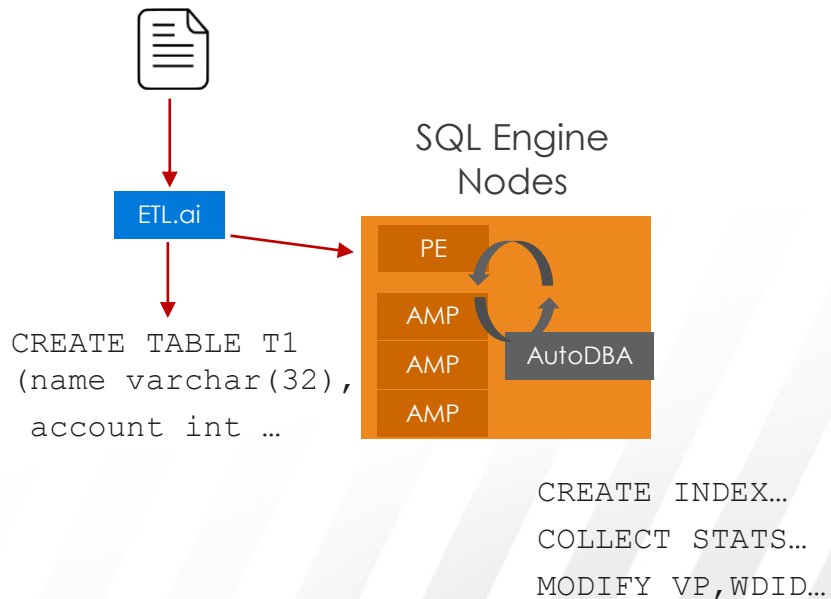 SQL Engine
Nodes
ETL.ai
PE
AMP
AMP
AMP
AutoDBA
CREATE TABLE T1
(name varchar(32),
account int …
CREATE INDEX…
COLLECT STATS…
MODIFY VP,WDID…